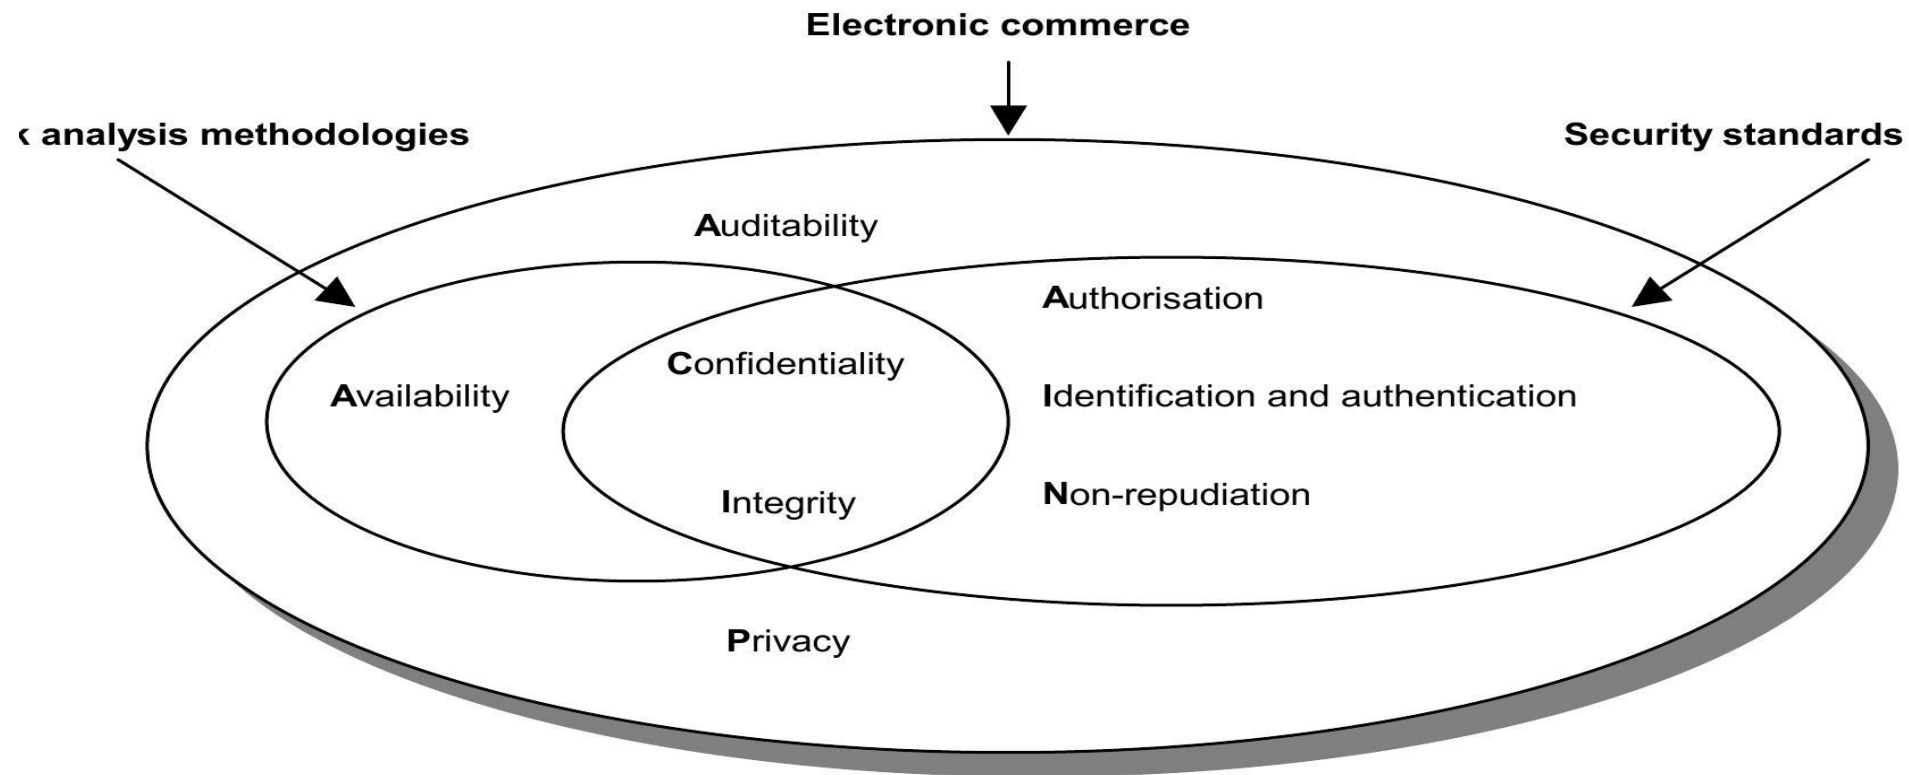 Electronic commerce
analysis methodologies
Security standards
Auditability
Authorisation
Confidentiality
Availability
Identification and authentication
Non-repudiation
Integrity
Privacy